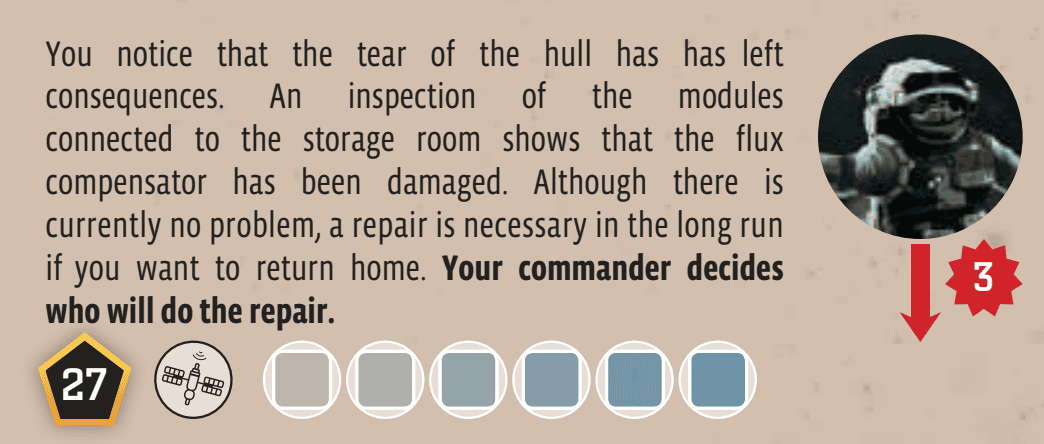 You notice that the tear of the hull has has left
consequences. An inspection of the modules
connected to the storage room shows that the flux
compensator has been damaged. Although there is
currently no problem, a repair is necessary in the long run
if you want to return home. Your commander decides
who will do the repair.
3
27